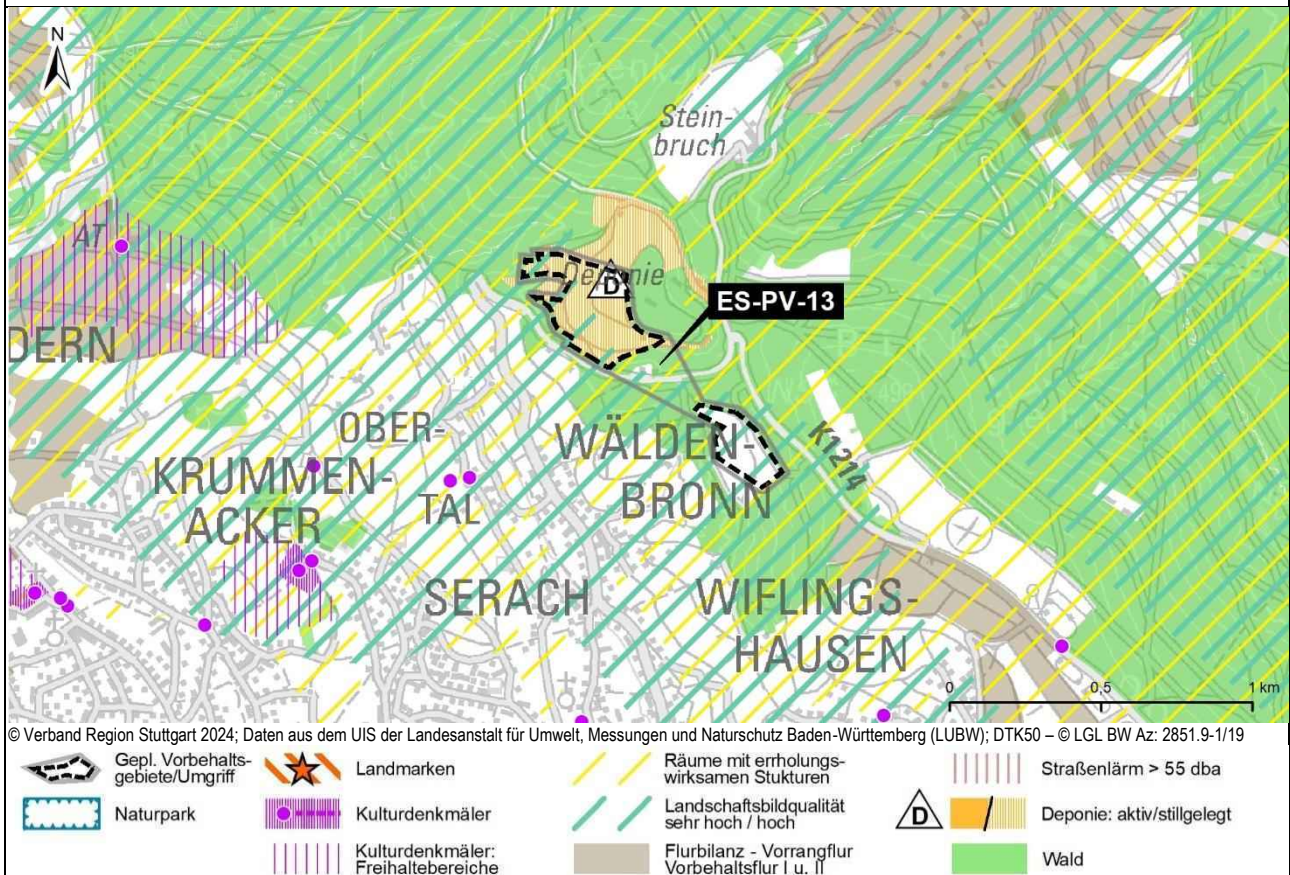 N
Stein-
bruch
AT
Deponie
D
ES-PV-13
DERN
OBER-
TAL
KRUMMEN-
ACKER
WÄLDEN-
BRONN
K1214
SERACH
WIFLINGS-
HAUSEN
0 0,5 1 km
© Verband Region Stuttgart 2024; Daten aus dem UIS der Landesanstalt für Umwelt, Messungen und Naturschutz Baden-Württemberg (LUBW); DTK50 – © LGL BW Az: 2851.9-1/19
Gepl. Vorbehalts-
gebiete/Umgriff
Naturpark
Landmarken
Kulturdenkmäler
Kulturdenkmäler:
Freihaltebereiche
Räume mit errholungs-
wirksamen Stukturen
Landschaftsbildqualität
sehr hoch / hoch
Flurbilanz - Vorrangflur
Vorbehaltsflur I u. II
Straßenlärm > 55 dba
D
Deponie: aktiv/stillgelegt
Wald